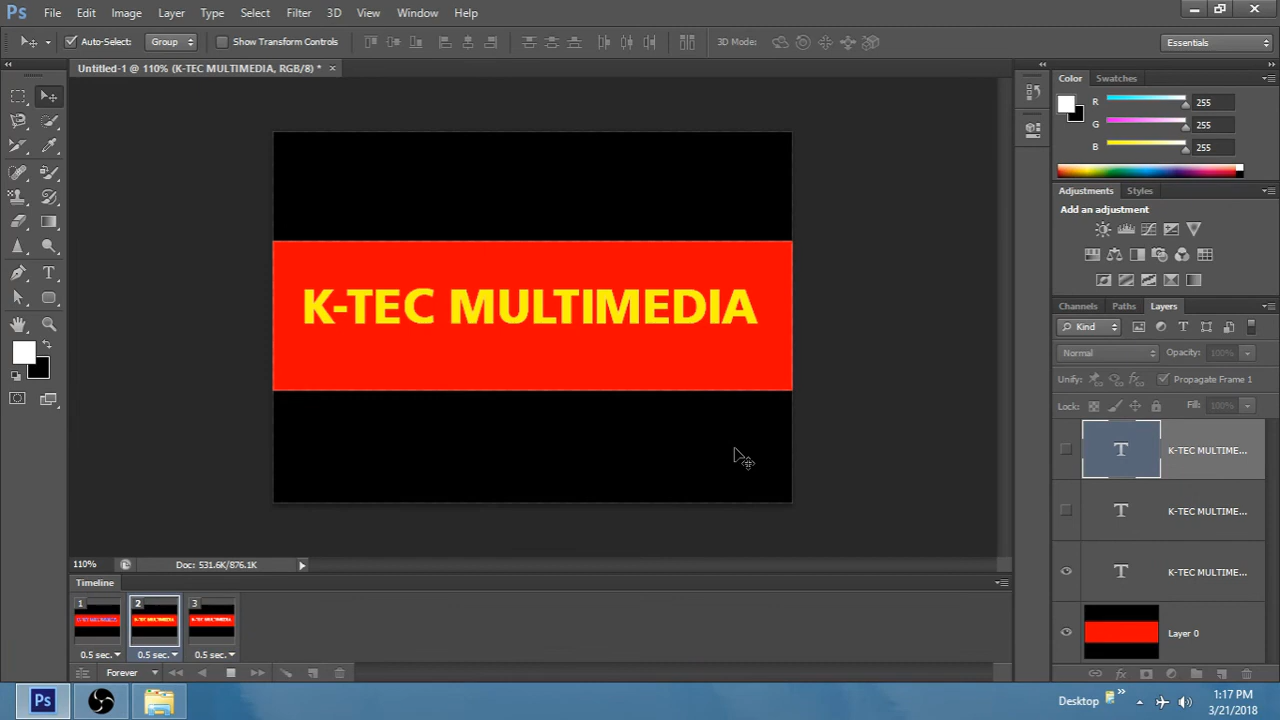 Ps File Edit Image Layer Type Select Filter 3D View Window Help
Auto-Select: Group Show Transform Controls 3D Mode: Essentials
Untitled-1 @ 110% (K-TEC MULTIMEDIA, RGB/8) * ×
Color Swatches
R 255
G 255
B 255
Adjustments Styles
Add an adjustment
K-TEC MULTIMEDIA
Channels Paths Layers
Kind
Normal Opacity: 100%
Unify: Propagate Frame 1
Lock: Fill: 100%
T K-TEC MULTIME...
T K-TEC MULTIME...
T K-TEC MULTIME...
Layer 0
110% Doc: 531.6K/876.1K
Timeline
1 2 3
0.5 sec. 0.5 sec. 0.5 sec.
Forever
Ps Desktop 1:17 PM
3/21/2018